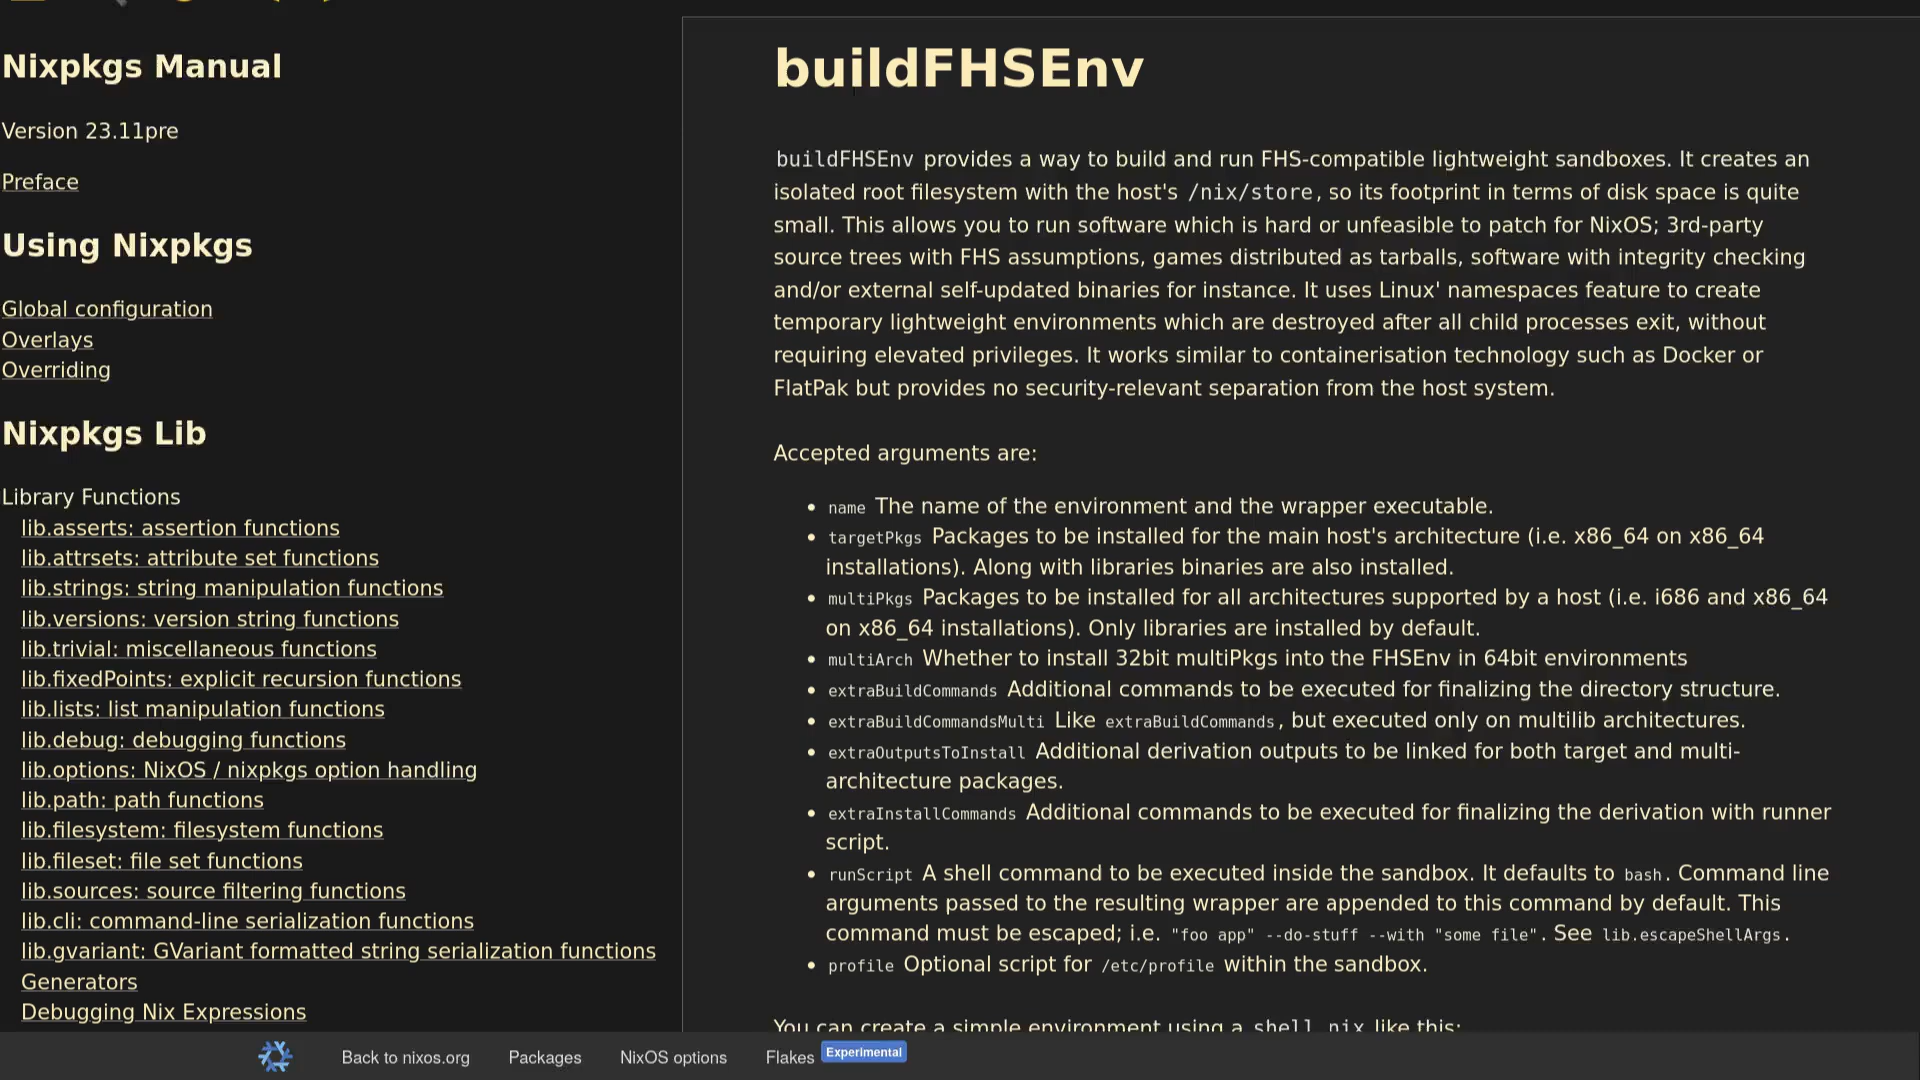 Nixpkgs Manual
Version 23.11pre
Preface
Using Nixpkgs
Global configuration
Overlays
Overriding
Nixpkgs Lib
Library Functions
lib.asserts: assertion functions
lib.attrsets: attribute set functions
lib.strings: string manipulation functions
lib.versions: version string functions
lib.trivial: miscellaneous functions
lib.fixedPoints: explicit recursion functions
lib.lists: list manipulation functions
lib.debug: debugging functions
lib.options: NixOS / nixpkgs option handling
lib.path: path functions
lib.filesystem: filesystem functions
lib.fileset: file set functions
lib.sources: source filtering functions
lib.cli: command-line serialization functions
lib.gvariant: GVariant formatted string serialization functions
Generators
Debugging Nix Expressions
buildFHSEnv
buildFHSEnv provides a way to build and run FHS-compatible lightweight sandboxes. It creates an
isolated root filesystem with the host's /nix/store, so its footprint in terms of disk space is quite
small. This allows you to run software which is hard or unfeasible to patch for NixOS; 3rd-party
source trees with FHS assumptions, games distributed as tarballs, software with integrity checking
and/or external self-updated binaries for instance. It uses Linux' namespaces feature to create
temporary lightweight environments which are destroyed after all child processes exit, without
requiring elevated privileges. It works similar to containerisation technology such as Docker or
FlatPak but provides no security-relevant separation from the host system.
Accepted arguments are:
• name The name of the environment and the wrapper executable.
• targetPkgs Packages to be installed for the main host's architecture (i.e. x86_64 on x86_64
installations). Along with libraries binaries are also installed.
• multiPkgs Packages to be installed for all architectures supported by a host (i.e. i686 and x86_64
on x86_64 installations). Only libraries are installed by default.
• multiArch Whether to install 32bit multiPkgs into the FHSEnv in 64bit environments
• extraBuildCommands Additional commands to be executed for finalizing the directory structure.
• extraBuildCommandsMulti Like extraBuildCommands, but executed only on multilib architectures.
• extraOutputsToInstall Additional derivation outputs to be linked for both target and multi-
architecture packages.
• extraInstallCommands Additional commands to be executed for finalizing the derivation with runner
script.
• runScript A shell command to be executed inside the sandbox. It defaults to bash. Command line
arguments passed to the resulting wrapper are appended to this command by default. This
command must be escaped; i.e. "foo app" --do-stuff --with "some file". See lib.escapeShellArgs.
• profile Optional script for /etc/profile within the sandbox.
You can create a simple environment using a shell.nix like this:
Back to nixos.org Packages NixOS options Flakes Experimental